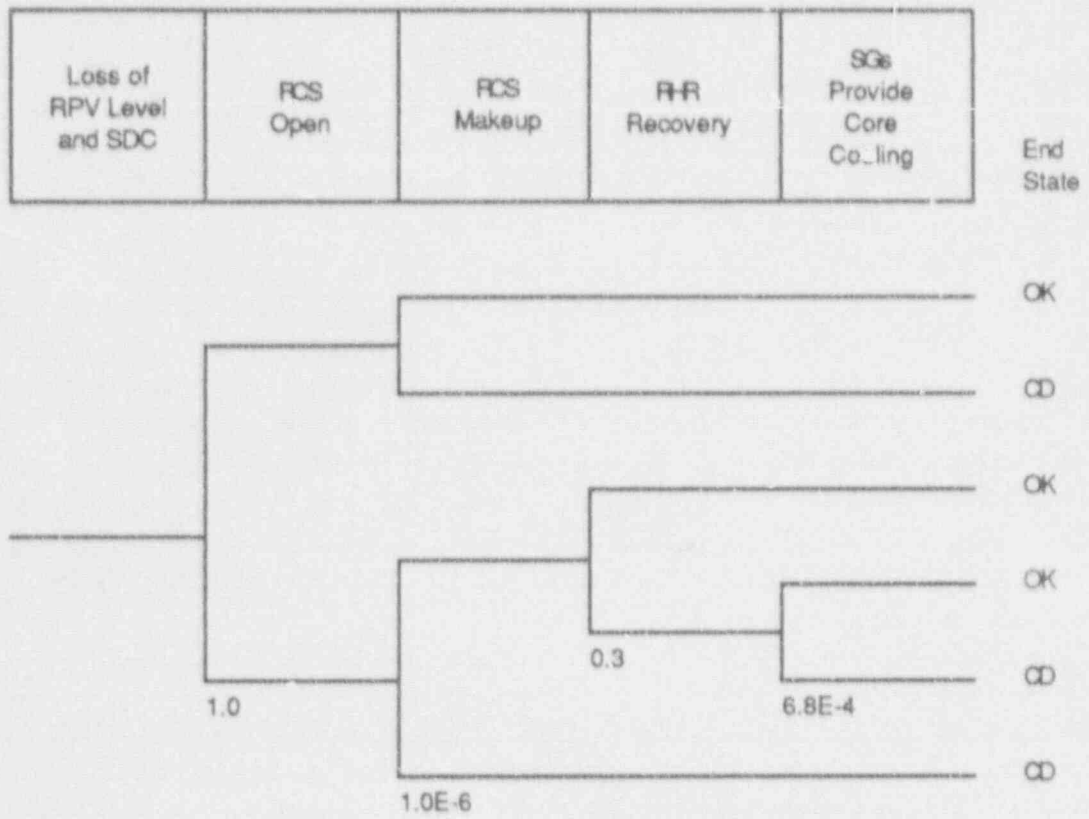 Loss of
RPV Level
and SDC
RCS
Open
RCS
Makeup
RHR
Recovery
SGs
Provide
Core
Co_ling
End
State
OK
CD
OK
OK
0.3
CD
1.0
6.8E-4
CD
1.0E-6